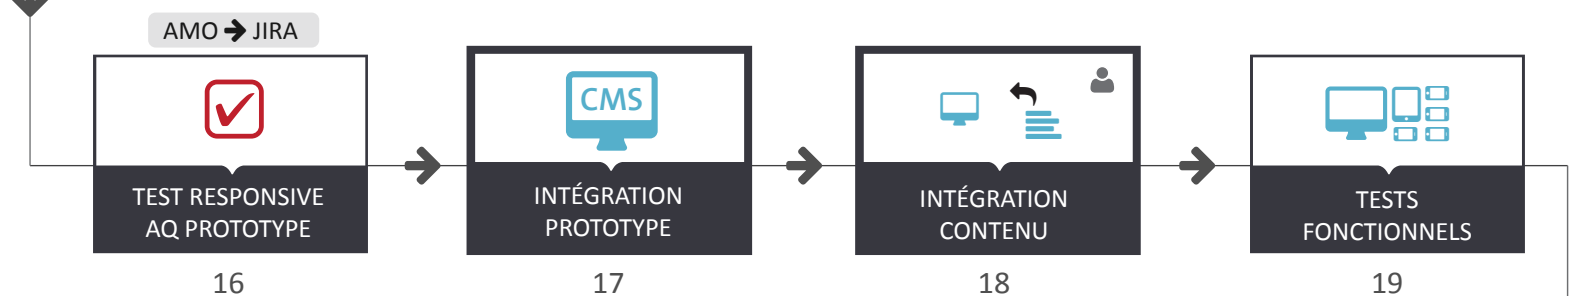 AMO → JIRA
TEST RESPONSIVE
AQ PROTOTYPE
16
CMS
INTÉGRATION
PROTOTYPE
17
INTÉGRATION
CONTENU
18
TESTS
FONCTIONNELS
19